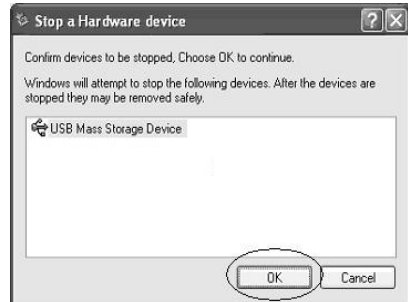 Stop a Hardware device
Confirm devices to be stopped, Choose OK to continue.
Windows will attempt to stop the following devices. After the devices are
stopped they may be removed safely.
USB Mass Storage Device
OK Cancel